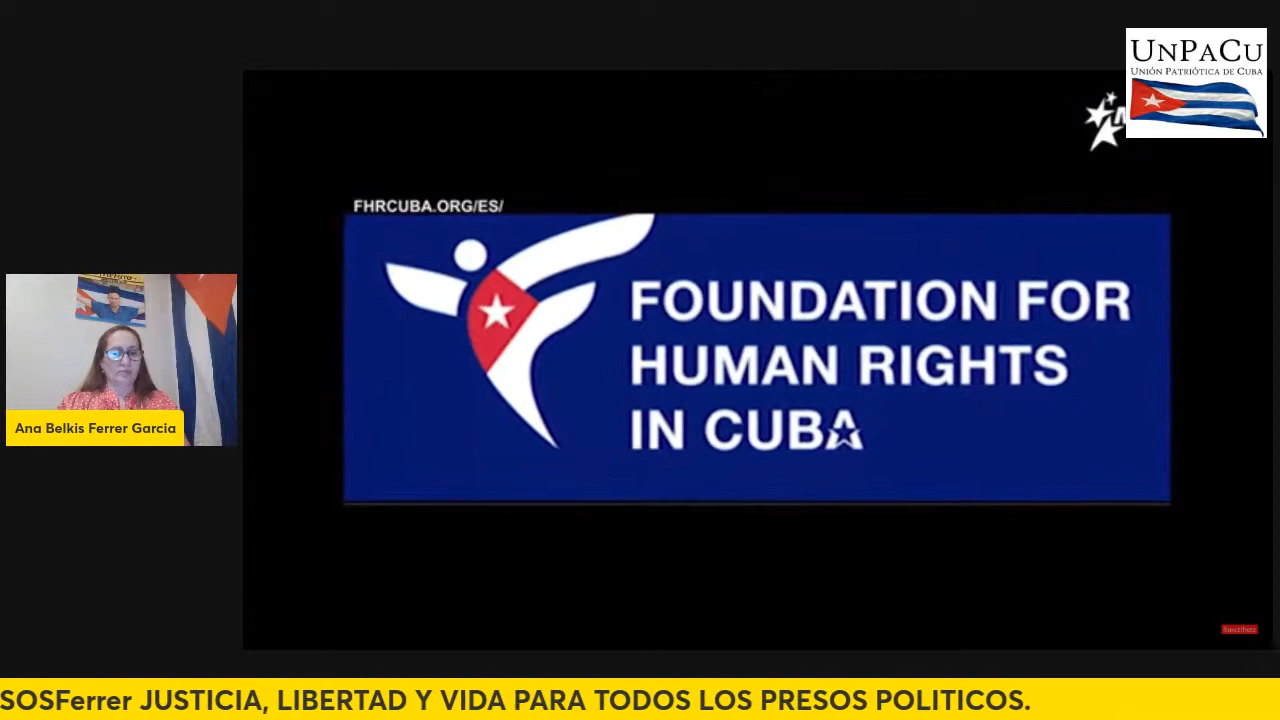 UNPACU
UNIÓN PATRIÓTICA DE CUBA
FHRCUBA.ORG/ES/
FOUNDATION FOR
HUMAN RIGHTS
IN CUBA
Ana Belkis Ferrer Garcia
Suscríbete
SOSFerrer JUSTICIA, LIBERTAD Y VIDA PARA TODOS LOS PRESOS POLITICOS.